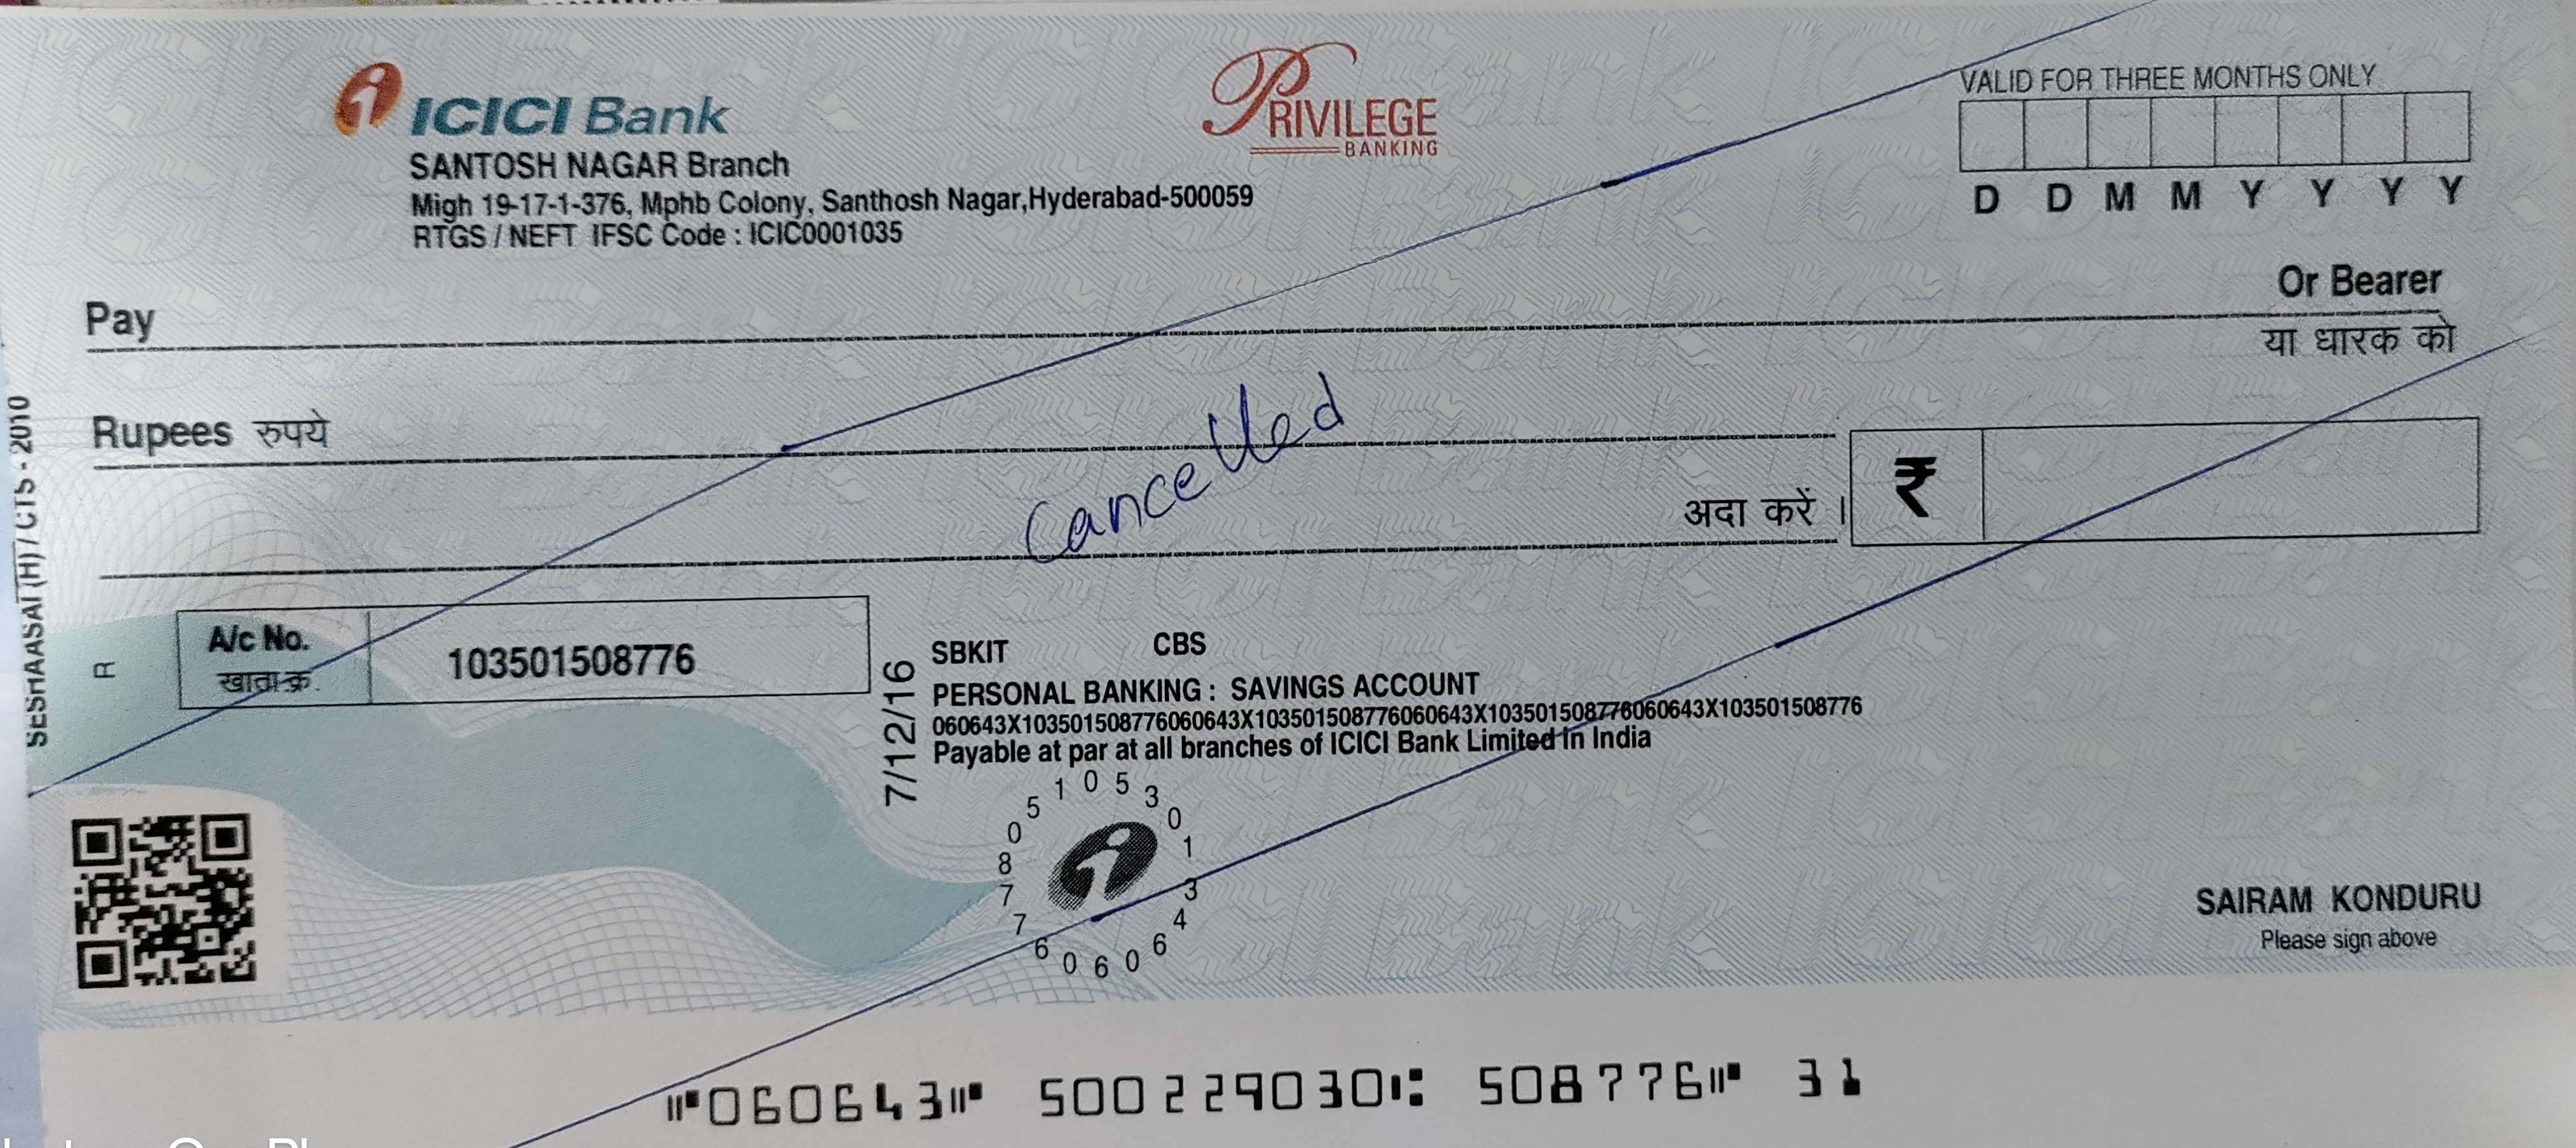 ICICI Bank
PRIVILEGE
BANKING
SANTOSH NAGAR Branch
Migh 19-17-1-376, Mphb Colony, Santhosh Nagar,Hyderabad-500059
RTGS / NEFT IFSC Code : ICIC0001035
VALID FOR THREE MONTHS ONLY
D D M M Y Y Y Y
Pay
Or Bearer
या धारक को
Rupees रुपये
Cancelled
अदा करें ।
₹
A/c No.
खाता क्र.
103501508776
R
SESHAASAI (H) / CTS - 2010
7/12/16
SBKIT CBS
PERSONAL BANKING : SAVINGS ACCOUNT
060643X103501508776060643X103501508776060643X103501508776060643X103501508776
Payable at par at all branches of ICICI Bank Limited in India
1 0 5 3 0 1 3 4 6 0 6 0 6 7 7 8 0 5
SAIRAM KONDURU
Please sign above
⑈060643⑈ 500229030⑆ 508776⑈ 31